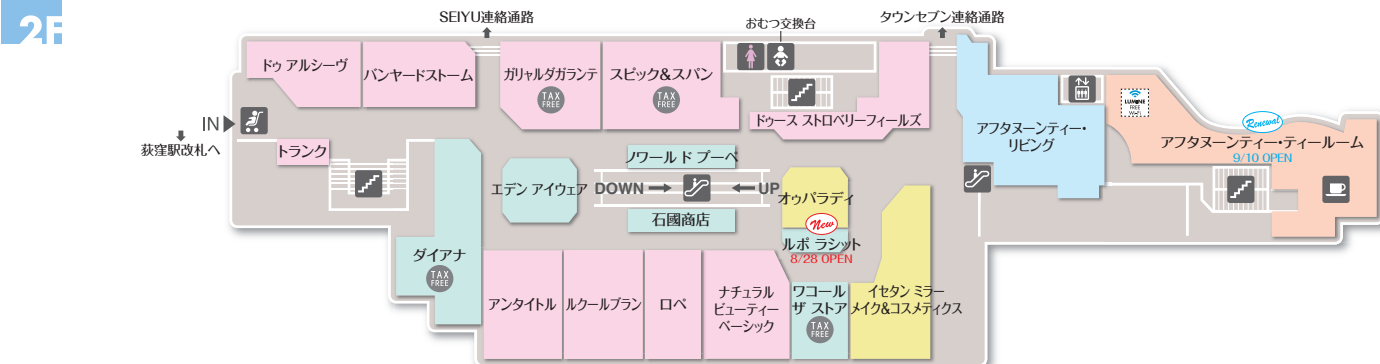 2F
SEIYU連絡通路
おむつ交換台
タウンセブン連絡通路
ドゥ アルシーヴ
バンヤードストーム
ガリャルダガランテ
TAX
FREE
スピック&スパン
TAX
FREE
ドゥース ストロベリーフィールズ
LUMINE
FREE
Wi-Fi
Renewal
アフタヌーンティー・ティールーム
9/10 OPEN
アフタヌーンティー・
リビング
IN
荻窪駅改札へ
トランク
ノワール ド プーペ
エデン アイウェア
DOWN
UP
オゥパラディ
石國商店
New
ルポ ラシット
8/28 OPEN
ダイアナ
TAX
FREE
アンタイトル
ルクールブラン
ロペ
ナチュラル
ビューティー
ベーシック
ワコール
ザ ストア
TAX
FREE
イセタン ミラー
メイク&コスメティクス